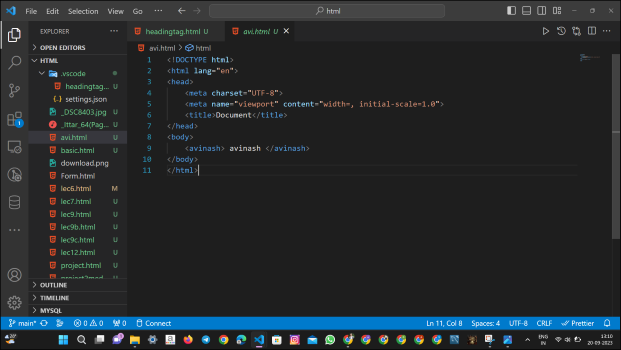 File Edit Selection View Go ···
html
EXPLORER ···
OPEN EDITORS
HTML
.vscode
headingtag.... U
settings.json
_DSC8403.jpg U
_Ittar_64(Pag... U
avi.html U
basic.html U
download.png
Form.html
lec6.html M
lec7.html U
lec9.html U
lec9b.html U
lec9c.html U
lec12.html U
project.html U
OUTLINE
TIMELINE
MYSQL
1
headingtag.html U
avi.html U
avi.html > html
1 <!DOCTYPE html>
2 <html lang="en">
3 <head>
4 <meta charset="UTF-8">
5 <meta name="viewport" content="width=, initial-scale=1.0">
6 <title>Document</title>
7 </head>
8 <body>
9 <avinash> avinash </avinash>
10 </body>
11 </html>
main* 0 0 0 Connect
Ln 11, Col 8 Spaces: 4 UTF-8 CRLF HTML Prettier
ENG
IN
13:10
20-09-2023